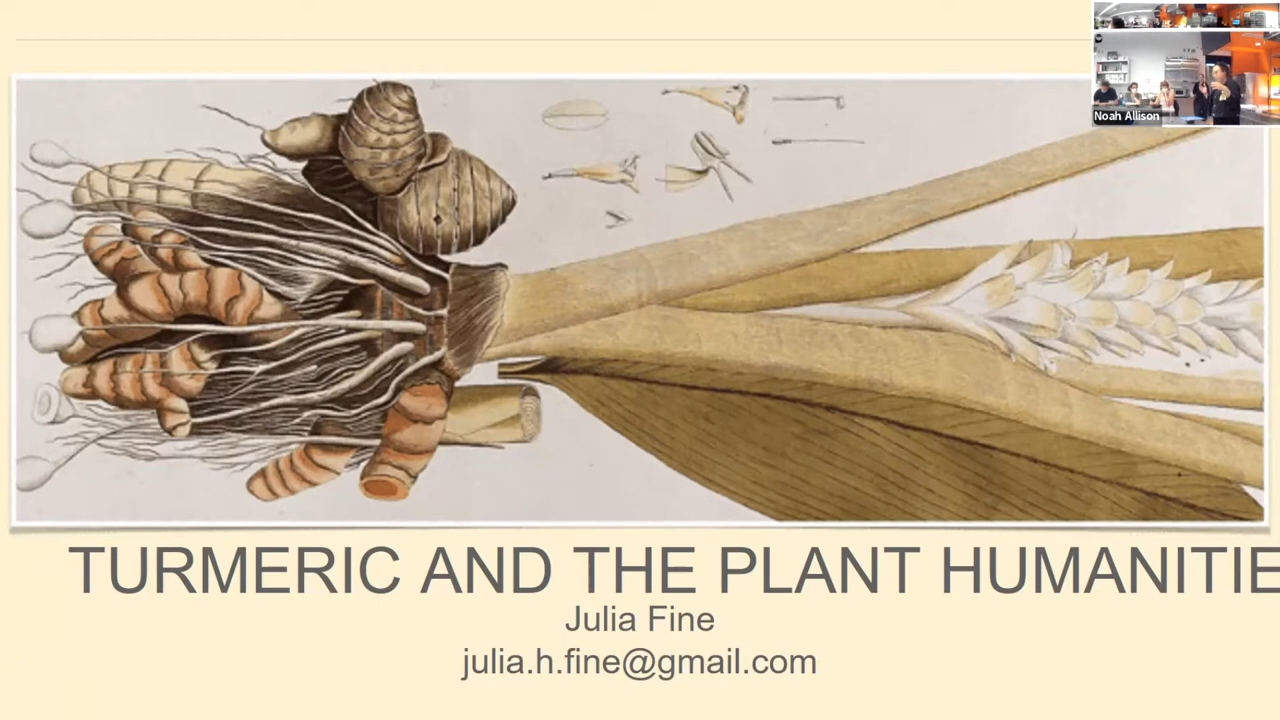 Noah Allison
TURMERIC AND THE PLANT HUMANITIE
Julia Fine
julia.h.fine@gmail.com